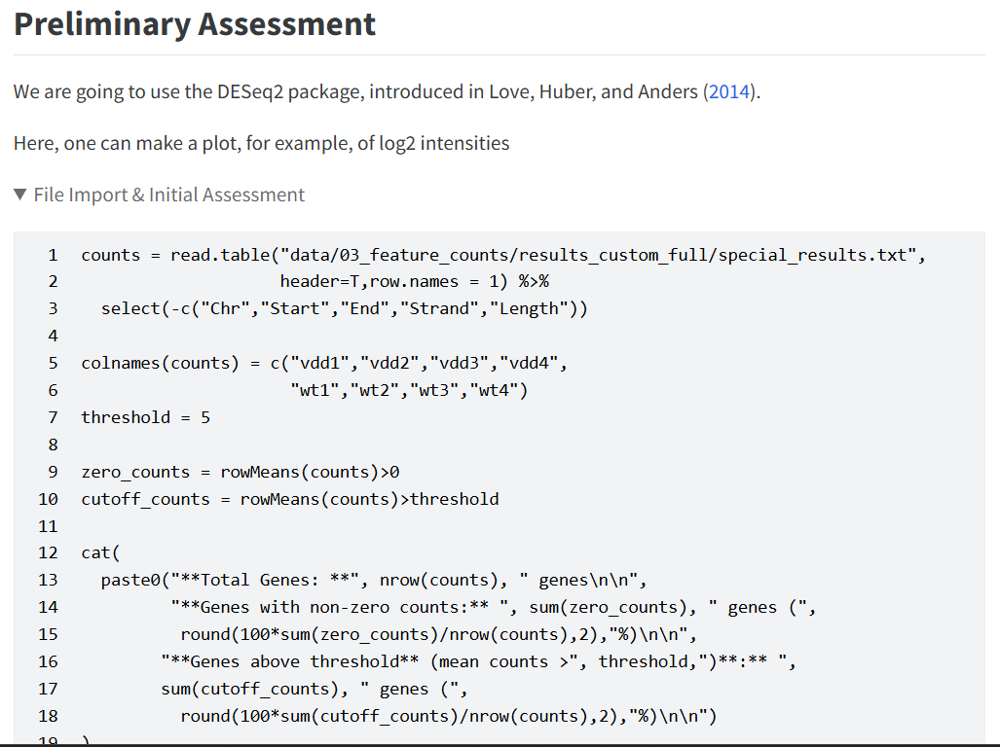 Preliminary Assessment
We are going to use the DESeq2 package, introduced in Love, Huber, and Anders (2014).
Here, one can make a plot, for example, of log2 intensities
▼ File Import & Initial Assessment
1 counts = read.table("data/03_feature_counts/results_custom_full/special_results.txt",
2                     header=T,row.names = 1) %>%
3   select(-c("Chr","Start","End","Strand","Length"))
4
5 colnames(counts) = c("vdd1","vdd2","vdd3","vdd4",
6                      "wt1","wt2","wt3","wt4")
7 threshold = 5
8
9 zero_counts = rowMeans(counts)>0
10 cutoff_counts = rowMeans(counts)>threshold
11
12 cat(
13   paste0("**Total Genes: **", nrow(counts), " genes\n\n",
14          "**Genes with non-zero counts:** ", sum(zero_counts), " genes (",
15           round(100*sum(zero_counts)/nrow(counts),2),"%)\n\n",
16         "**Genes above threshold** (mean counts >", threshold,")**:** ",
17         sum(cutoff_counts), " genes (",
18           round(100*sum(cutoff_counts)/nrow(counts),2),"%)\n\n")
19 )